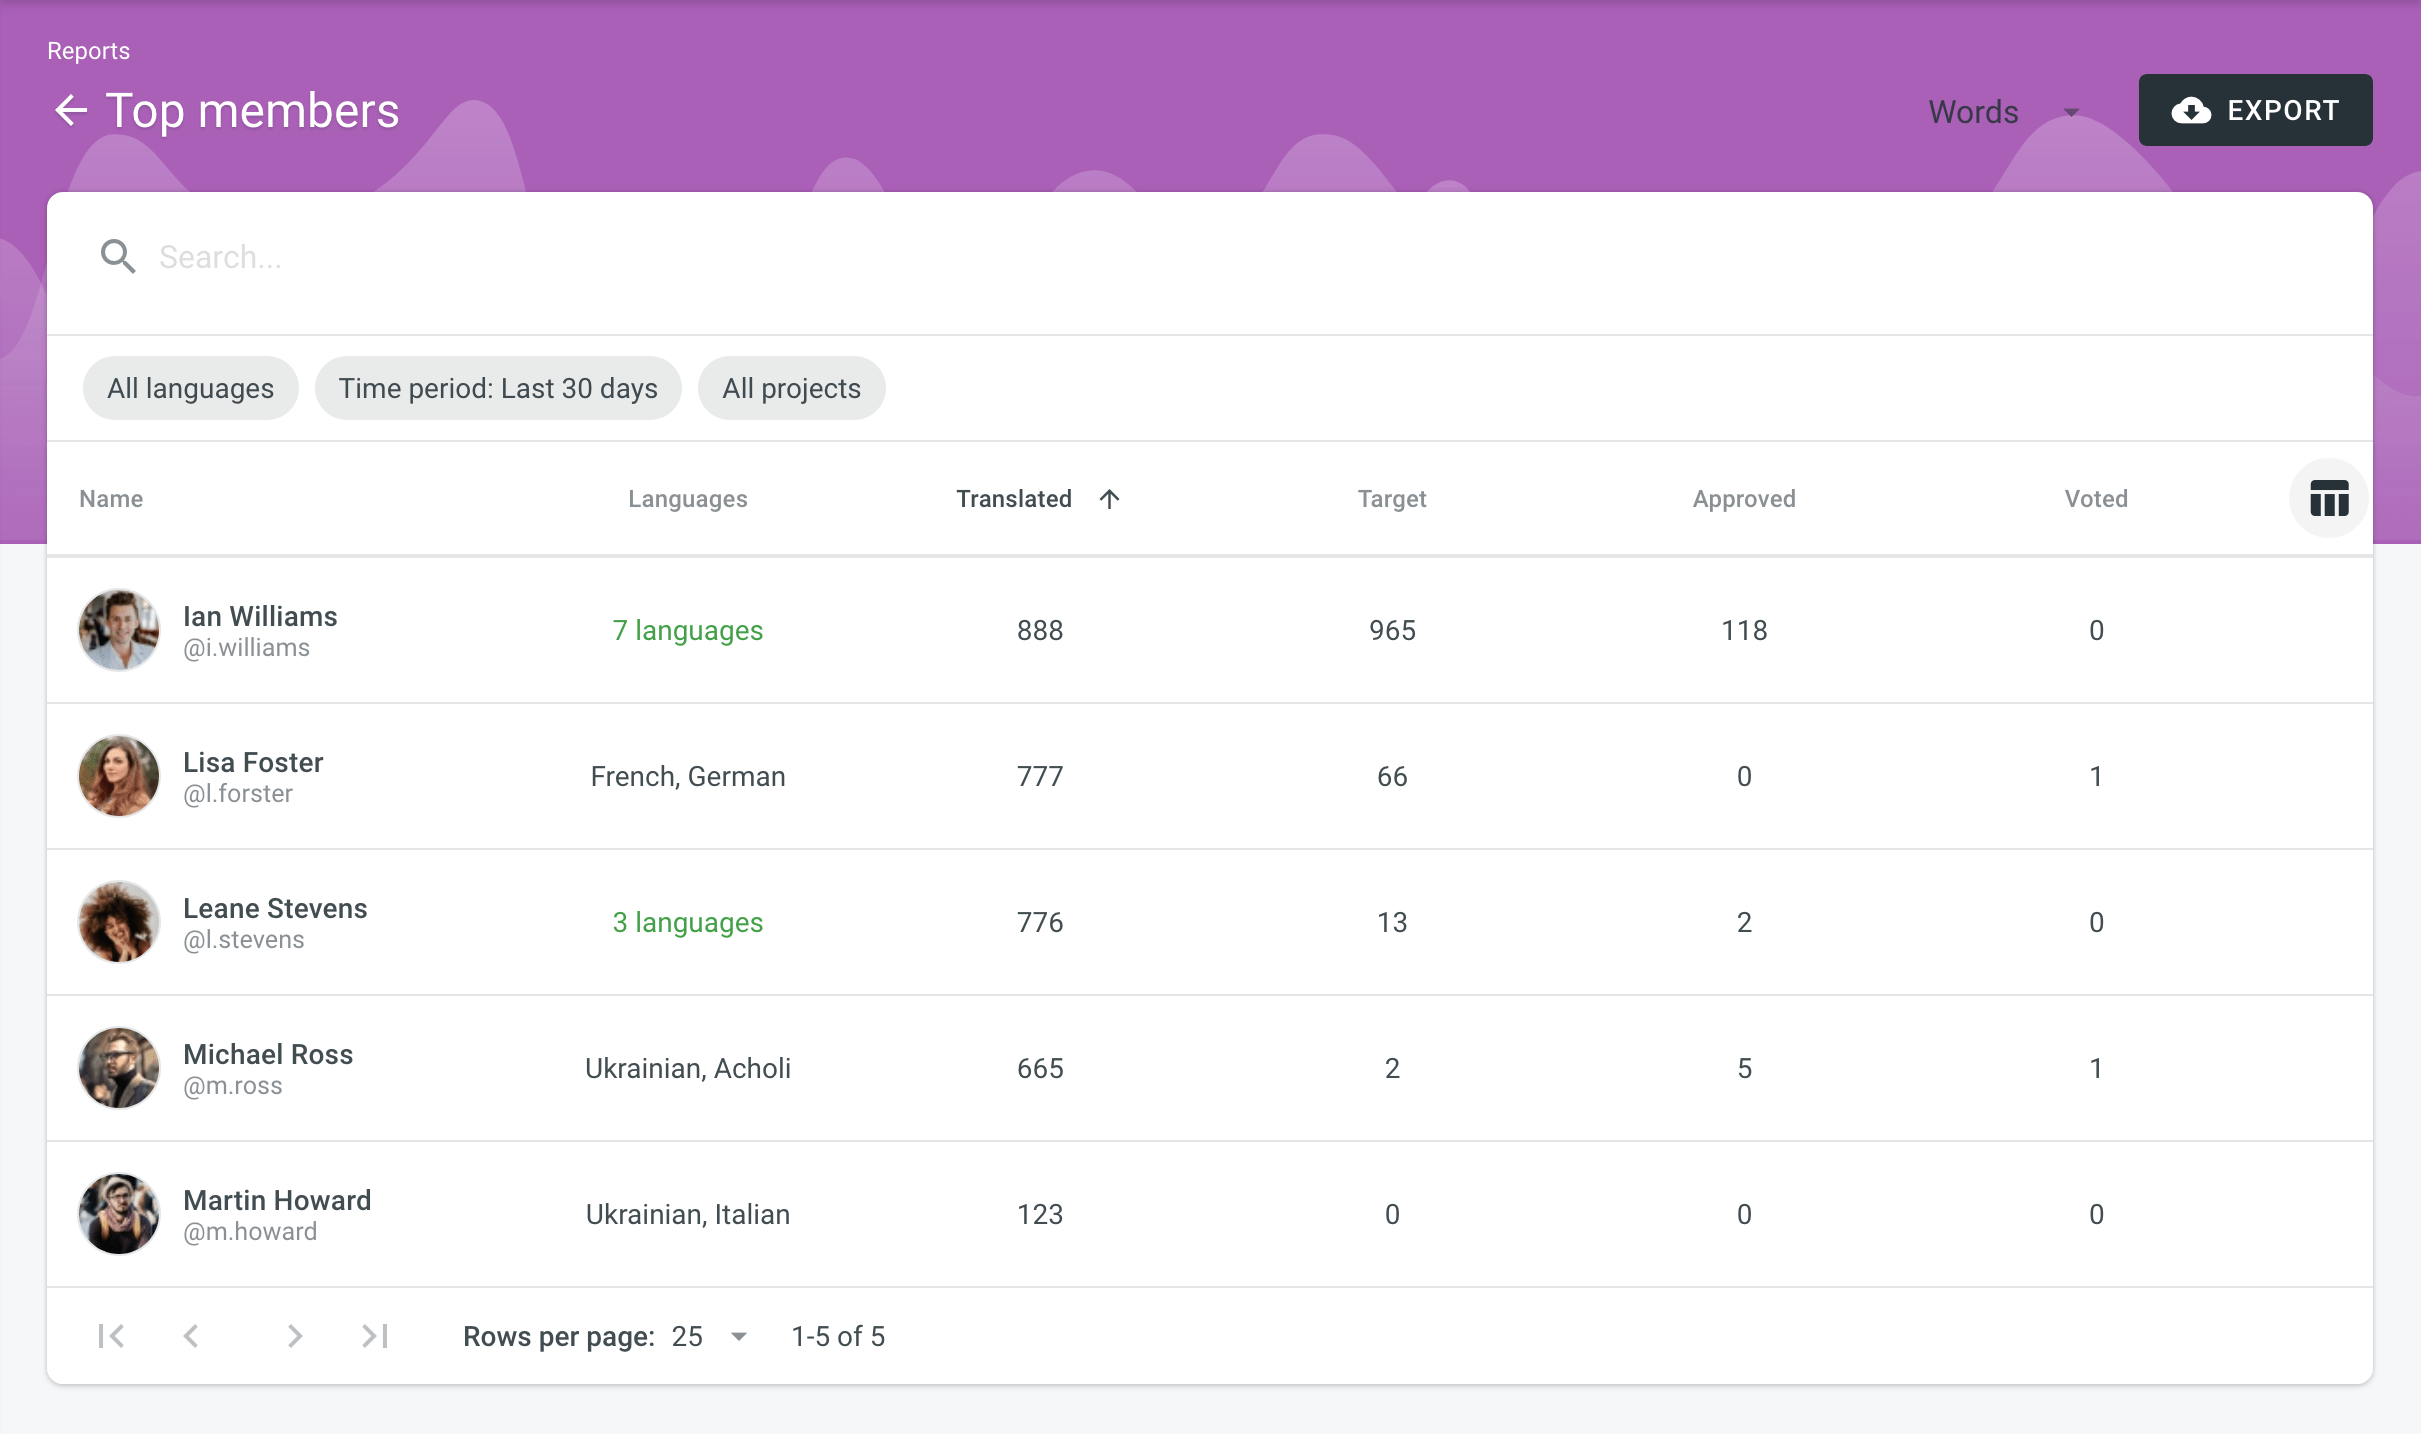 Reports
Top members
Words
EXPORT
Search...
All languages
Time period: Last 30 days
All projects
Name Languages Translated Target Approved Voted
Ian Williams
@i.williams
7 languages 888 965 118 0
Lisa Foster
@l.forster
French, German 777 66 0 1
Leane Stevens
@l.stevens
3 languages 776 13 2 0
Michael Ross
@m.ross
Ukrainian, Acholi 665 2 5 1
Martin Howard
@m.howard
Ukrainian, Italian 123 0 0 0
Rows per page: 25 1-5 of 5